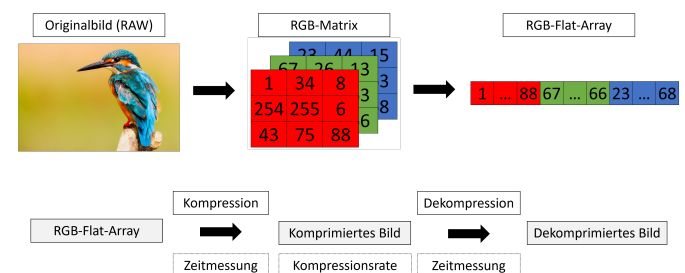 Originalbild (RAW)
RGB-Matrix
RGB-Flat-Array
23 44 15
67 26 13
3
1 34 8
3
254 255 6
8
6
43 75 88
1 ... 88 67 ... 66 23 ... 68
Kompression
Dekompression
RGB-Flat-Array
Komprimiertes Bild
Dekomprimiertes Bild
Zeitmessung
Kompressionsrate
Zeitmessung